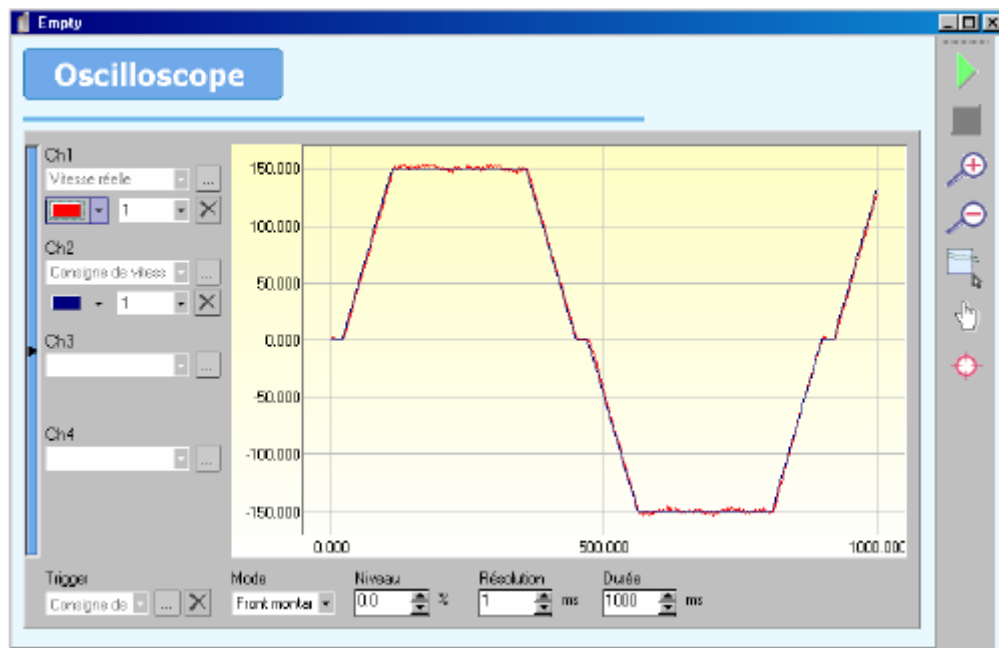 Empty
Oscilloscope
Ch1
Vitesse réelle
...
1
Ch2
Consigne de vitess
...
1
Ch3
...
Ch4
...
150.000
100.000
50.000
0.000
-50.000
-100.000
-150.000
0.000 500.000 1000.000
Trigger Mode Niveau Résolution Durée
Consigne de ... Front montar 0.0 % 1 ms 1000 ms